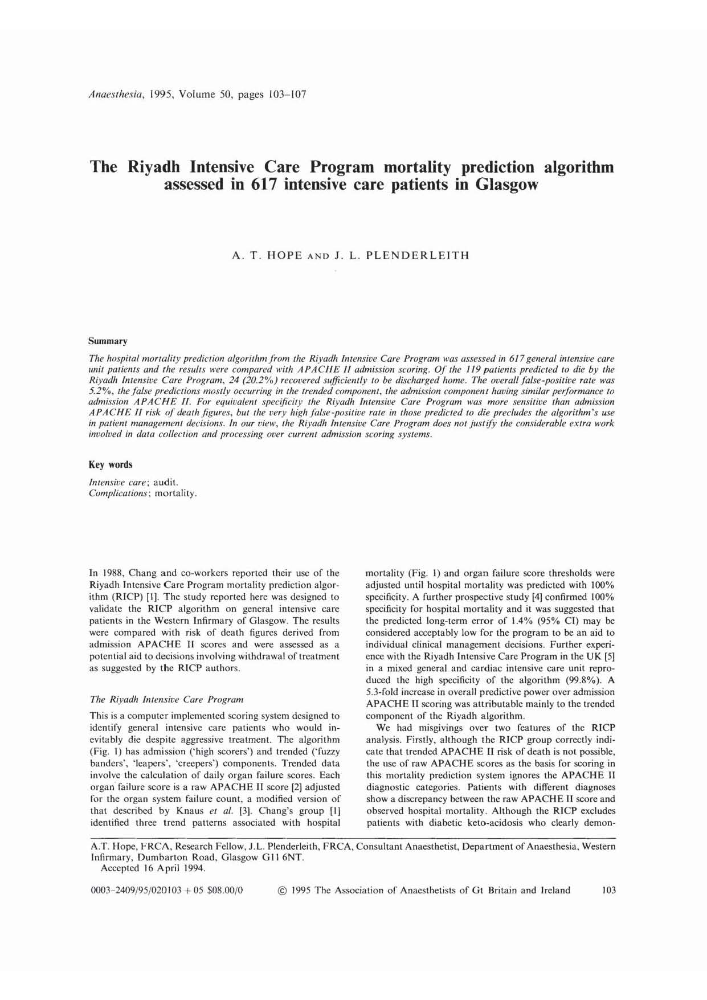 Anaesthesia, 1995, Volume 50, pages 103–107
The Riyadh Intensive Care Program mortality prediction algorithm
assessed in 617 intensive care patients in Glasgow
A. T. HOPE AND J. L. PLENDERLEITH
Summary
The hospital mortality prediction algorithm from the Riyadh Intensive Care Program was assessed in 617 general intensive care
unit patients and the results were compared with APACHE II admission scoring. Of the 119 patients predicted to die by the
Riyadh Intensive Care Program, 24 (20.2%) recovered sufficiently to be discharged home. The overall false-positive rate was
5.2%, the false predictions mostly occurring in the trended component, the admission component having similar performance to
admission APACHE II. For equivalent specificity the Riyadh Intensive Care Program was more sensitive than admission
APACHE II risk of death figures, but the very high false-positive rate in those predicted to die precludes the algorithm's use
in patient management decisions. In our view, the Riyadh Intensive Care Program does not justify the considerable extra work
involved in data collection and processing over current admission scoring systems.
Key words
Intensive care; audit.
Complications; mortality.
In 1988, Chang and co-workers reported their use of the
Riyadh Intensive Care Program mortality prediction algor-
ithm (RICP) [1]. The study reported here was designed to
validate the RICP algorithm on general intensive care
patients in the Western Infirmary of Glasgow. The results
were compared with risk of death figures derived from
admission APACHE II scores and were assessed as a
potential aid to decisions involving withdrawal of treatment
as suggested by the RICP authors.
The Riyadh Intensive Care Program
This is a computer implemented scoring system designed to
identify general intensive care patients who would in-
evitably die despite aggressive treatment. The algorithm
(Fig. 1) has admission ('high scorers') and trended ('fuzzy
banders', 'leapers', 'creepers') components. Trended data
involve the calculation of daily organ failure scores. Each
organ failure score is a raw APACHE II score [2] adjusted
for the organ system failure count, a modified version of
that described by Knaus et al. [3]. Chang's group [1]
identified three trend patterns associated with hospital
mortality (Fig. 1) and organ failure score thresholds were
adjusted until hospital mortality was predicted with 100%
specificity. A further prospective study [4] confirmed 100%
specificity for hospital mortality and it was suggested that
the predicted long-term error of 1.4% (95% CI) may be
considered acceptably low for the program to be an aid to
individual clinical management decisions. Further experi-
ence with the Riyadh Intensive Care Program in the UK [5]
in a mixed general and cardiac intensive care unit repro-
duced the high specificity of the algorithm (99.8%). A
5.3-fold increase in overall predictive power over admission
APACHE II scoring was attributable mainly to the trended
component of the Riyadh algorithm.
We had misgivings over two features of the RICP
analysis. Firstly, although the RICP group correctly indi-
cate that trended APACHE II risk of death is not possible,
the use of raw APACHE scores as the basis for scoring in
this mortality prediction system ignores the APACHE II
diagnostic categories. Patients with different diagnoses
show a discrepancy between the raw APACHE II score and
observed hospital mortality. Although the RICP excludes
patients with diabetic keto-acidosis who clearly demon-
A.T. Hope, FRCA, Research Fellow, J.L. Plenderleith, FRCA, Consultant Anaesthetist, Department of Anaesthesia, Western
Infirmary, Dumbarton Road, Glasgow G11 6NT.
Accepted 16 April 1994.
0003-2409/95/020103 + 05 $08.00/0 © 1995 The Association of Anaesthetists of Gt Britain and Ireland 103